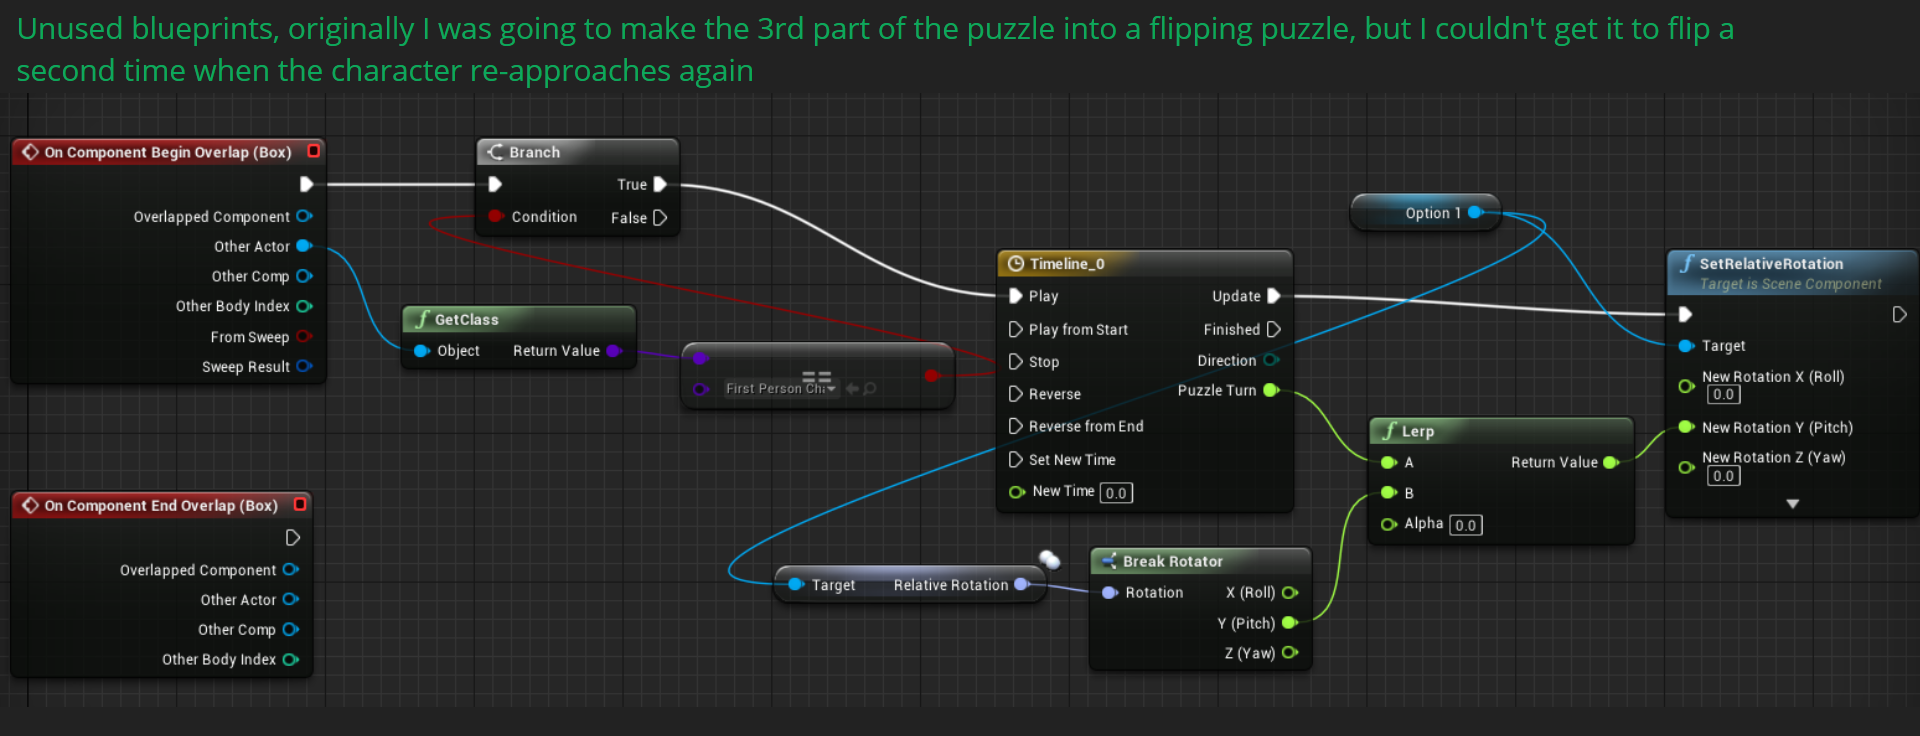 Unused blueprints, originally I was going to make the 3rd part of the puzzle into a flipping puzzle, but I couldn't get it to flip a
second time when the character re-approaches again
On Component Begin Overlap (Box)
Overlapped Component
Other Actor
Other Comp
Other Body Index
From Sweep
Sweep Result
Branch
True
Condition
False
GetClass
Object
Return Value
==
First Person Ch
Timeline_0
Play
Update
Play from Start
Finished
Stop
Direction
Reverse
Puzzle Turn
Reverse from End
Set New Time
New Time 0.0
Option 1
SetRelativeRotation
Target is Scene Component
Target
New Rotation X (Roll)
0.0
New Rotation Y (Pitch)
New Rotation Z (Yaw)
0.0
Lerp
A
Return Value
B
Alpha 0.0
On Component End Overlap (Box)
Overlapped Component
Other Actor
Other Comp
Other Body Index
Target
Relative Rotation
Break Rotator
Rotation
X (Roll)
Y (Pitch)
Z (Yaw)